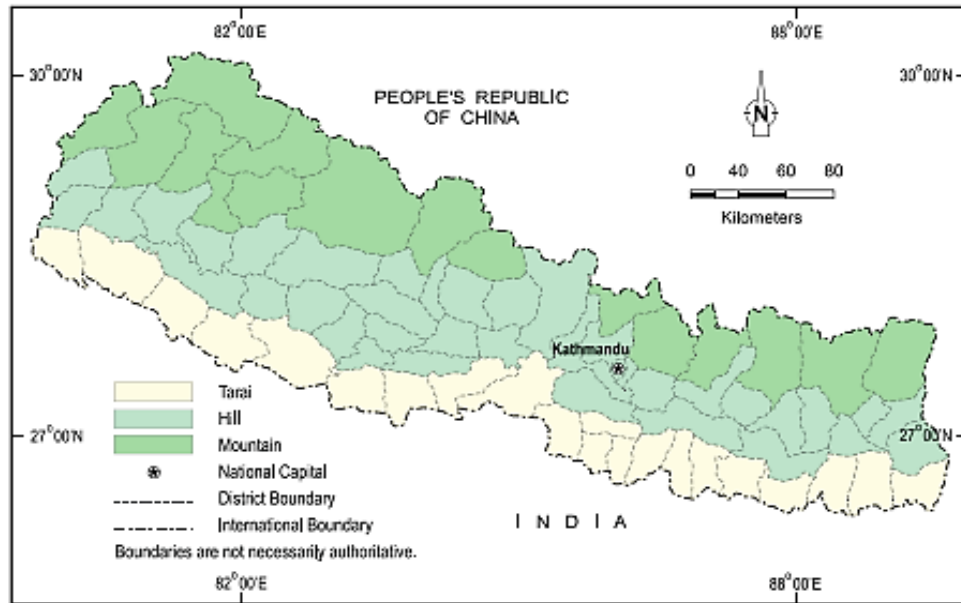 82°00'E
88°00'E
30°00'N
30°00'N
PEOPLE'S REPUBLIC
OF CHINA
N
0 40 60 80
Kilometers
Kathmandu
Tarai
Hill
Mountain
National Capital
District Boundary
International Boundary
Boundaries are not necessarily authoritative.
27°00'N
27°00'N
INDIA
82°00'E
88°00'E